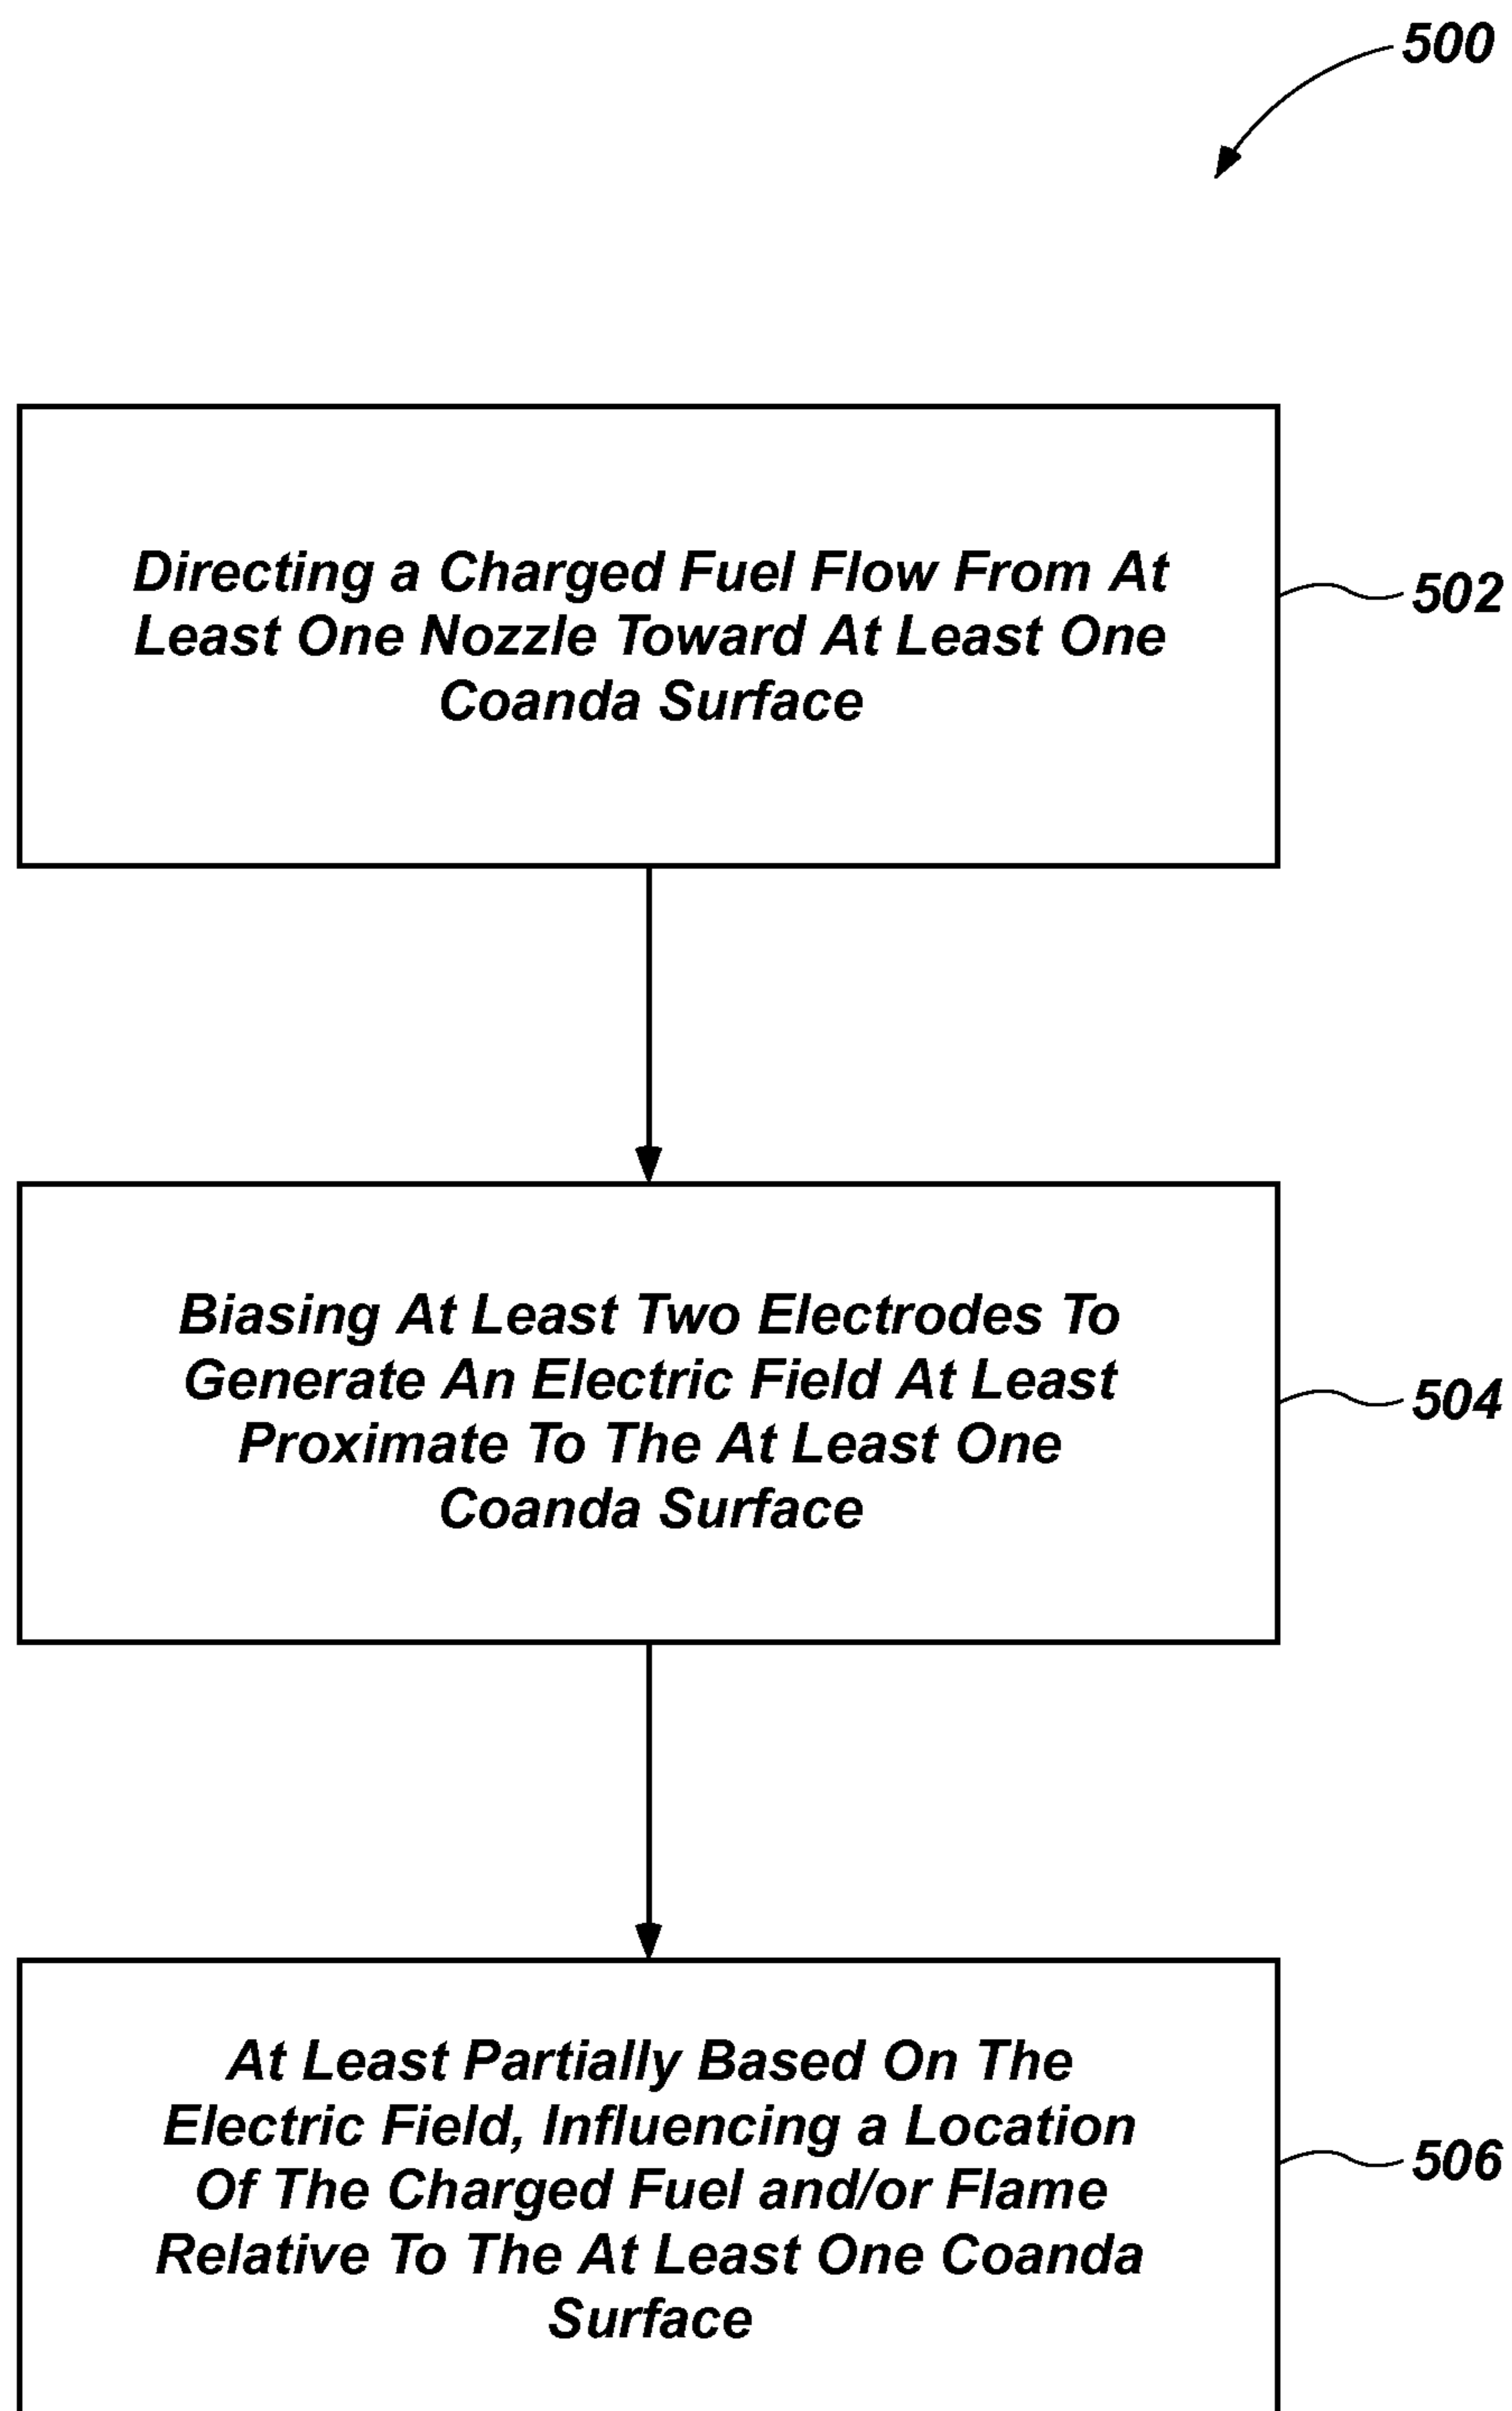 500
Directing a Charged Fuel Flow From At
Least One Nozzle Toward At Least One
Coanda Surface
502
Biasing At Least Two Electrodes To
Generate An Electric Field At Least
Proximate To The At Least One
Coanda Surface
504
At Least Partially Based On The
Electric Field, Influencing a Location
Of The Charged Fuel and/or Flame
Relative To The At Least One Coanda
Surface
506